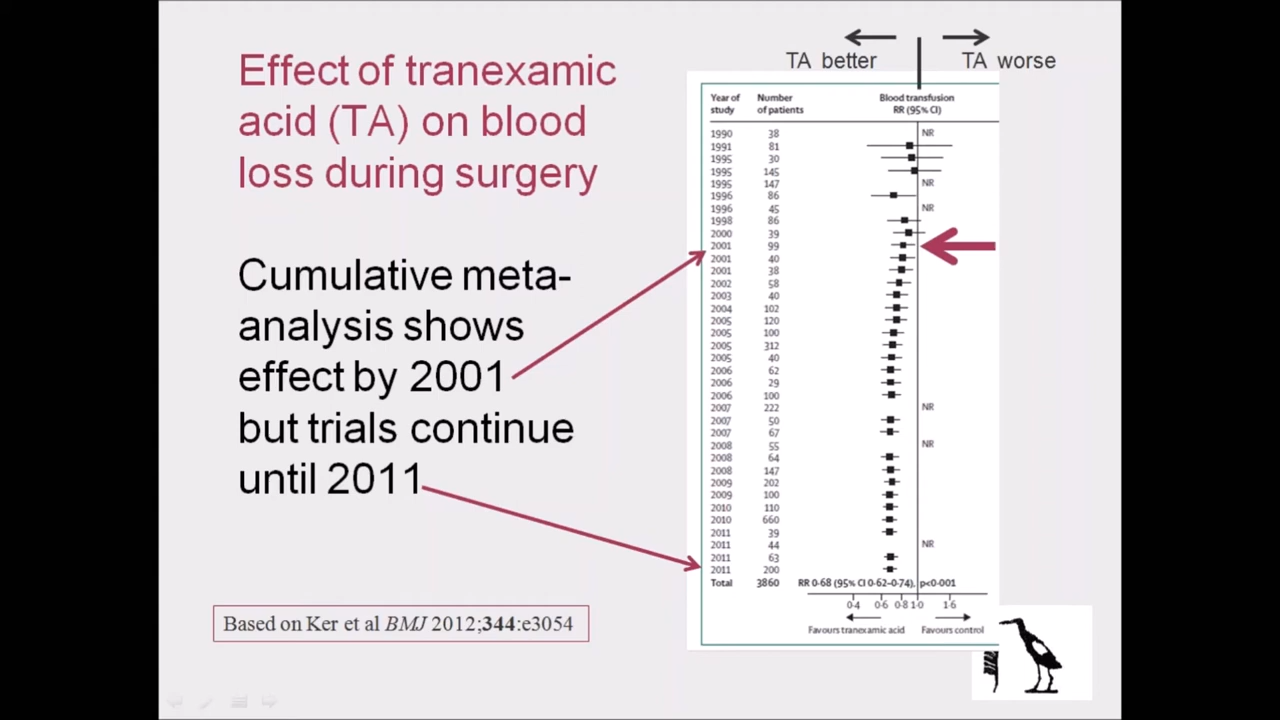 Effect of tranexamic
acid (TA) on blood
loss during surgery
Cumulative meta-
analysis shows
effect by 2001
but trials continue
until 2011
Based on Ker et al BMJ 2012;344:e3054
TA better TA worse
Year of study Number of patients Blood transfusion RR (95% CI)
1990 38 NR
1991 81
1995 30
1995 145
1995 147 NR
1996 86
1996 45 NR
1998 86
2000 39
2001 99
2001 40
2001 38
2002 58
2003 40
2004 102
2005 120
2005 100
2005 312
2005 40
2006 62
2006 29
2006 100
2007 222 NR
2007 50
2007 67
2008 55 NR
2008 64
2008 147
2009 202
2009 100
2010 110
2010 660
2011 39
2011 44 NR
2011 63
2011 200
Total 3860 RR 0·68 (95% CI 0·62–0·74), p<0·001
0·4 0·6 0·8 1·0 1·6
Favours tranexamic acid Favours control